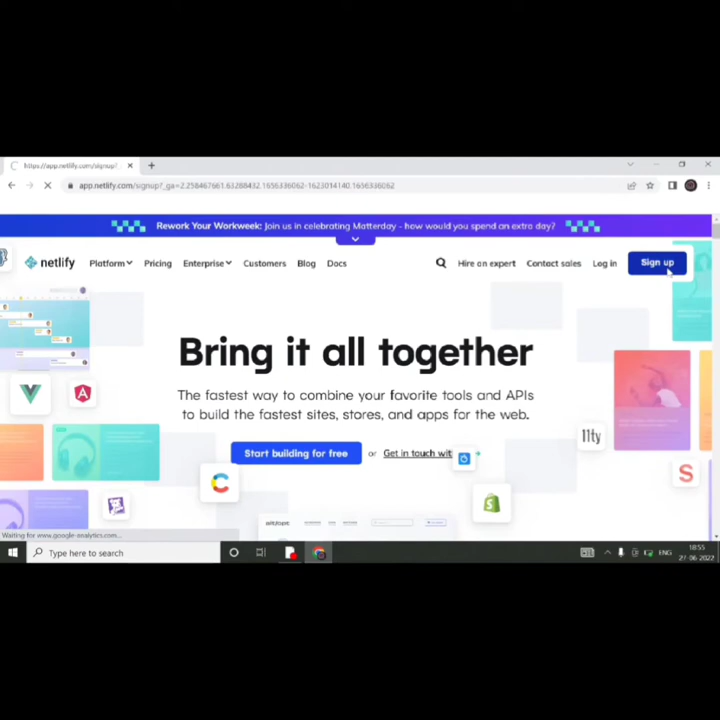 https://app.netlify.com/signup?_
app.netlify.com/signup?_ga=2.258467661.63288432.1656336062-1623014140.1656336062
Rework Your Workweek: Join us in celebrating Matterday - how would you spend an extra day?
netlify Platform Pricing Enterprise Customers Blog Docs Hire an expert Contact sales Log in Sign up
Bring it all together
The fastest way to combine your favorite tools and APIs
to build the fastest sites, stores, and apps for the web.
Start building for free or Get in touch wit
11ty
Waiting for www.google-analytics.com...
Type here to search
ENG
18:55
27-06-2022